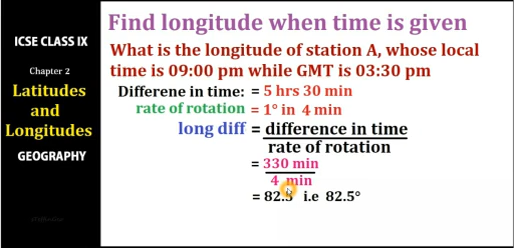 Find longitude when time is given
ICSE CLASS IX
Chapter 2
Latitudes
and
Longitudes
GEOGRAPHY
What is the longitude of station A, whose local
time is 09:00 pm while GMT is 03:30 pm
Differene in time: = 5 hrs 30 min
rate of rotation = 1° in 4 min
long diff = difference in time
rate of rotation
= 330 min
4 min
= 82.5 i.e 82.5°